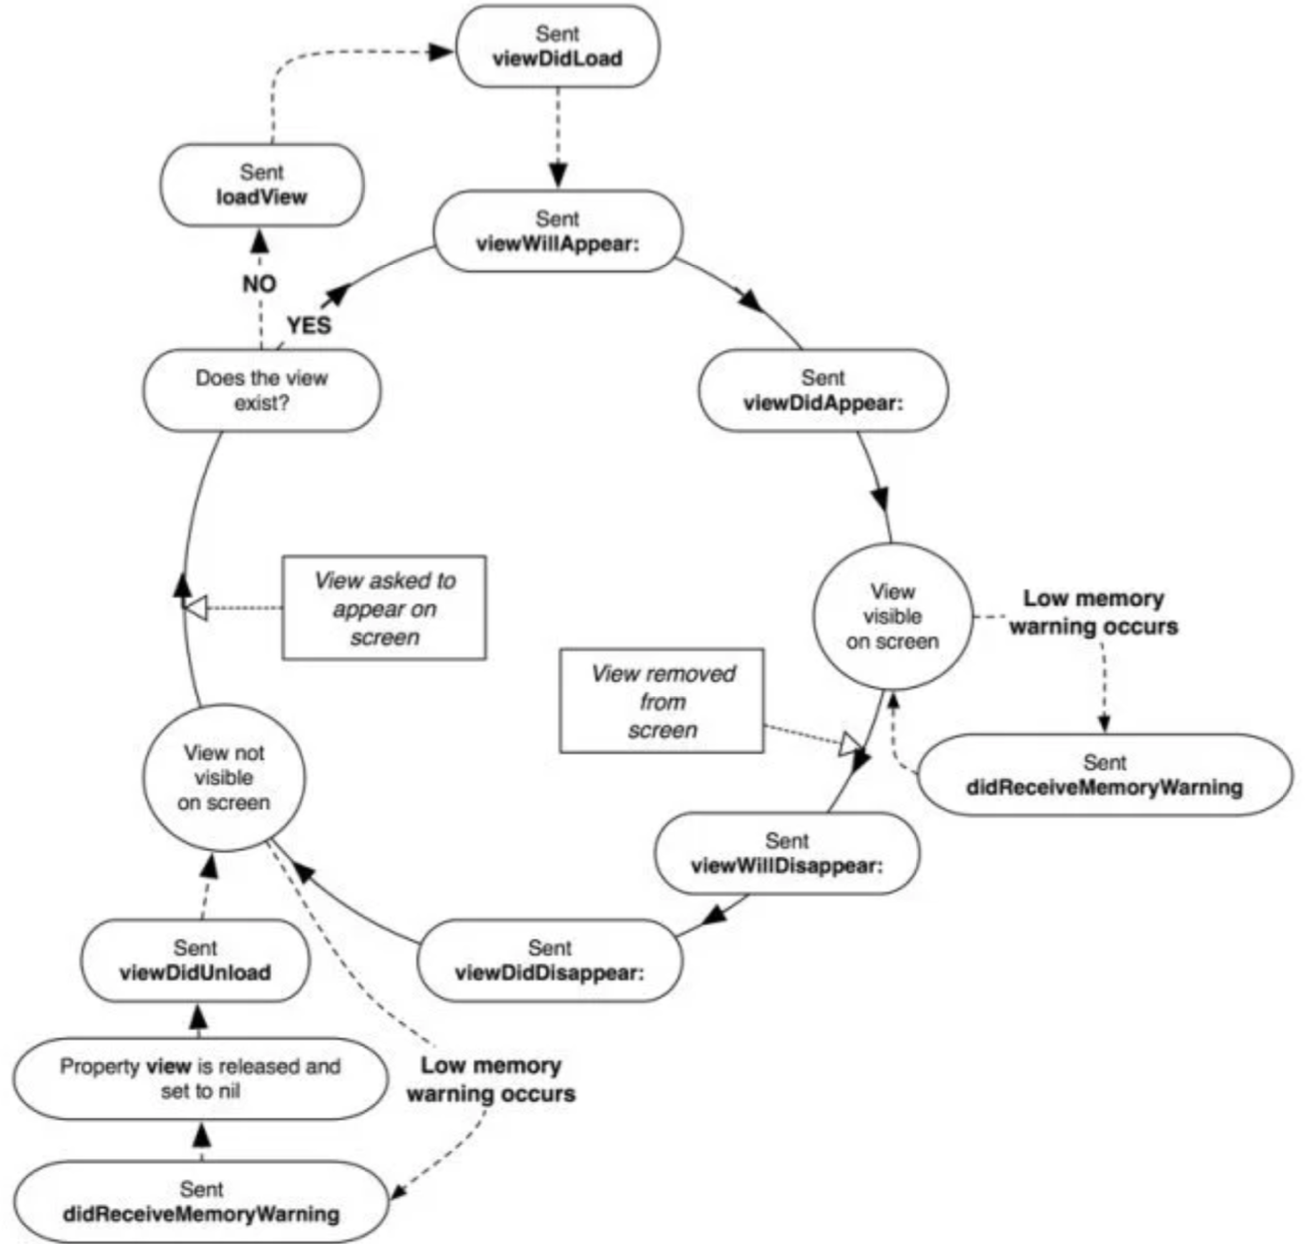 Sent
viewDidLoad
Sent
loadView
Sent
viewWillAppear:
NO
YES
Does the view
exist?
Sent
viewDidAppear:
View asked to
appear on
screen
View
visible
on screen
Low memory
warning occurs
View removed
from
screen
View not
visible
on screen
Sent
didReceiveMemoryWarning
Sent
viewWillDisappear:
Sent
viewDidUnload
Sent
viewDidDisappear:
Property view is released and
set to nil
Low memory
warning occurs
Sent
didReceiveMemoryWarning